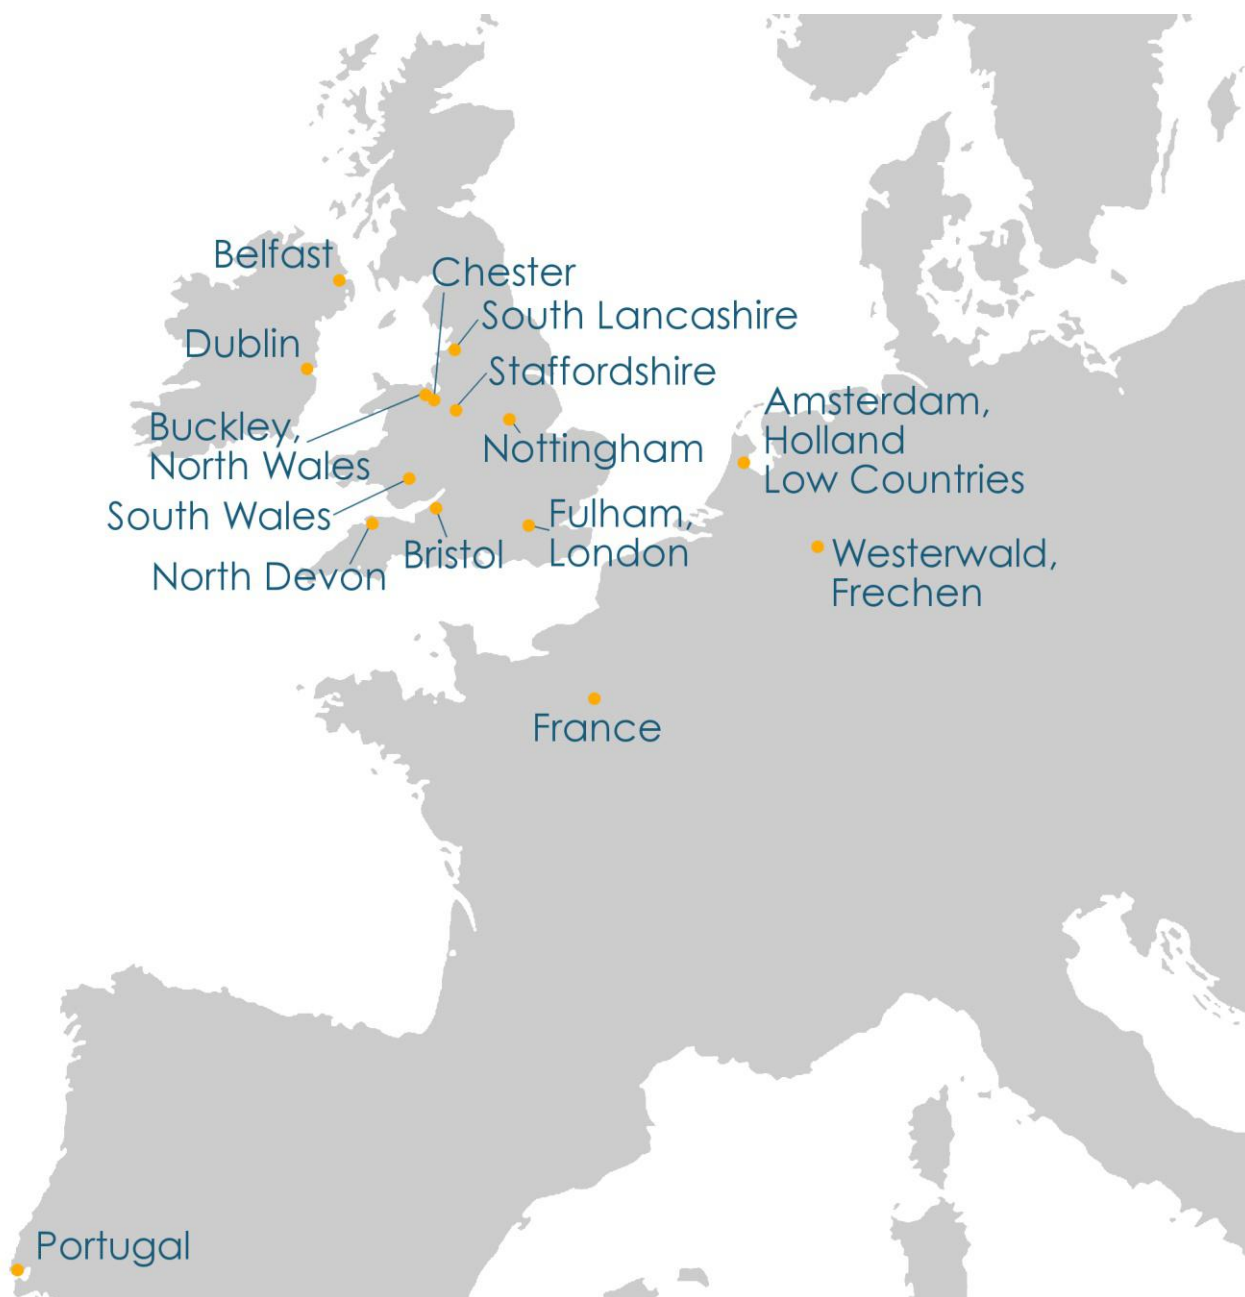 Belfast
Chester
South Lancashire
Dublin
Staffordshire
Buckley,
North Wales
Nottingham
Amsterdam,
Holland
Low Countries
South Wales
North Devon
Bristol
Fulham,
London
Westerwald,
Frechen
France
Portugal